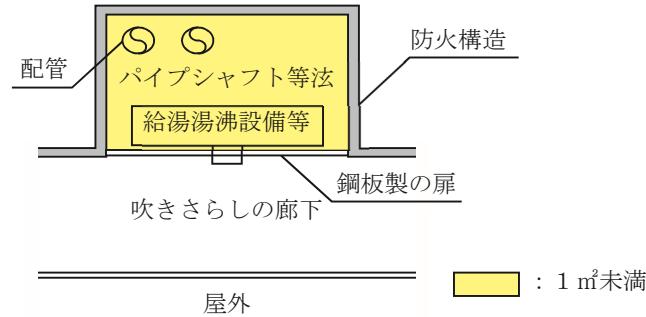 配管
防火構造
パイプシャフト等泫
給湯湯沸設備等
鋼板製の扉
吹きさらしの廊下
：１㎡未満
屋外